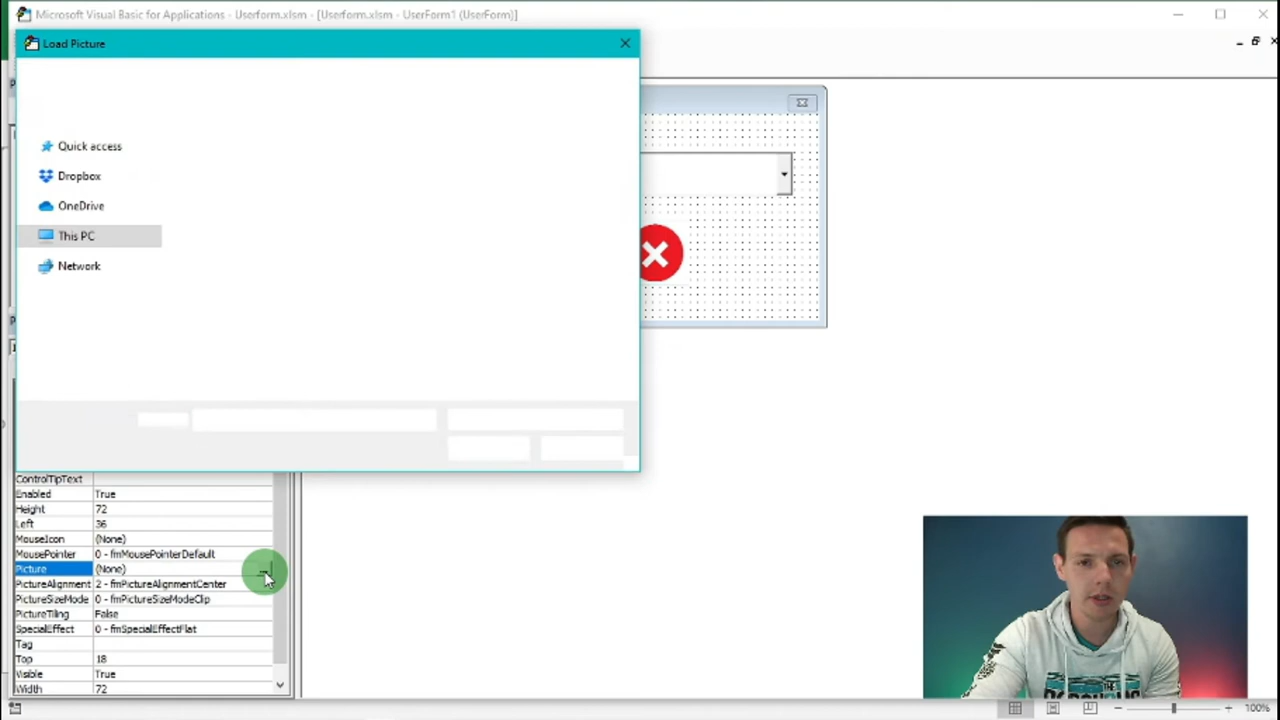 Microsoft Visual Basic for Applications - Userform.xlsm - [Userform.xlsm - UserForm1 (UserForm)]
Load Picture
Quick access
Dropbox
OneDrive
This PC
Network
ControlTipText
Enabled True
Height 72
Left 36
MouseIcon (None)
MousePointer 0 - fmMousePointerDefault
Picture (None)
PictureAlignment 2 - fmPictureAlignmentCenter
PictureSizeMode 0 - fmPictureSizeModeClip
PictureTiling False
SpecialEffect 0 - fmSpecialEffectFlat
Tag
Top 18
Visible True
Width 72
100%